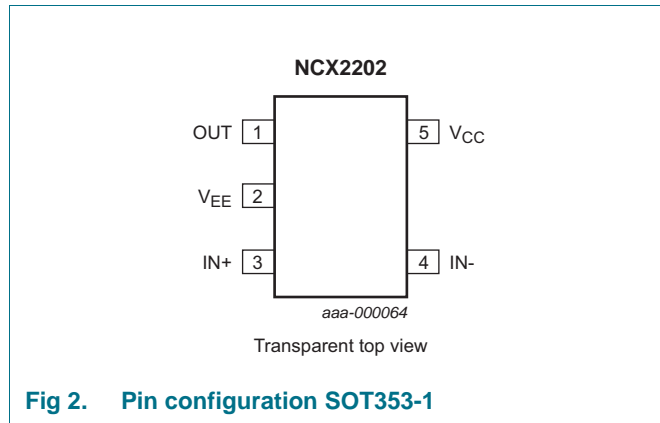 NCX2202
OUT 1 5 VCC
VEE 2
IN+ 3 4 IN-
aaa-000064
Transparent top view
Fig 2. Pin configuration SOT353-1